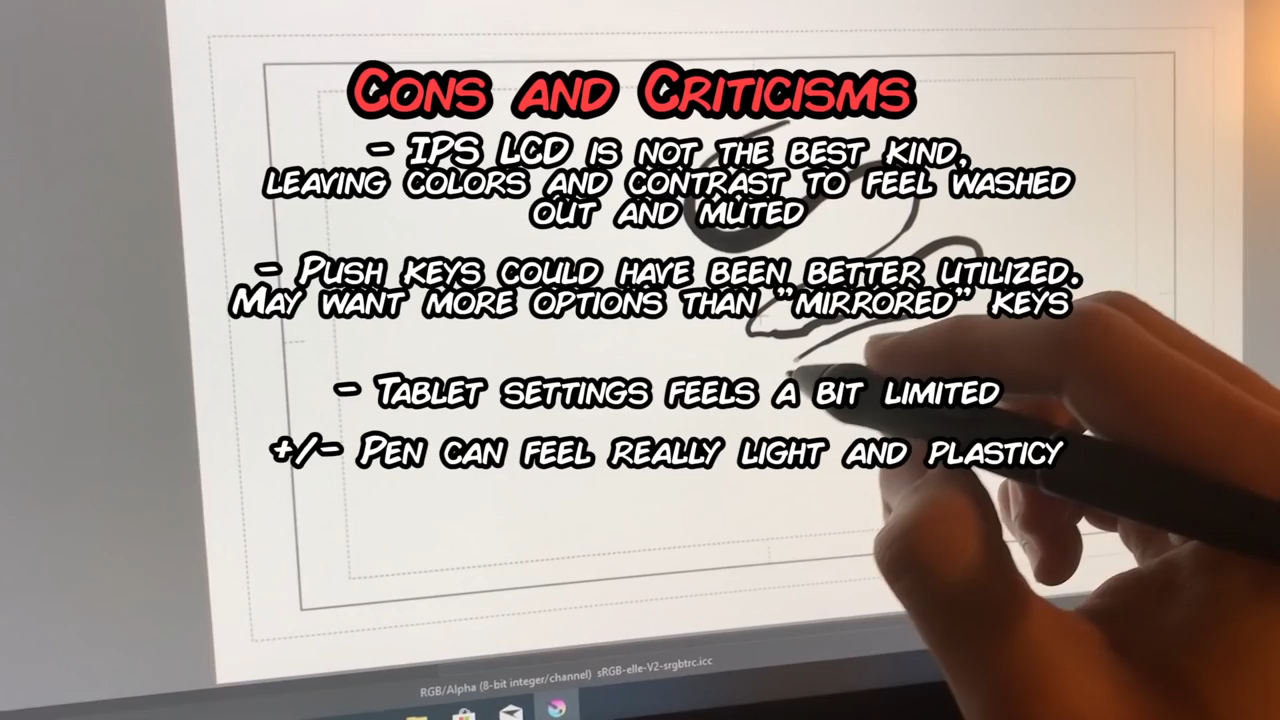 Cons and Criticisms
- IPS LCD is not the best kind,
leaving colors and contrast to feel washed
out and muted
- Push keys could have been better utilized.
May want more options than "mirrored" keys
- Tablet settings feels a bit limited
+/- Pen can feel really light and plasticy
RGB/Alpha (8-bit integer/channel) sRGB-elle-V2-srgbtrc.icc